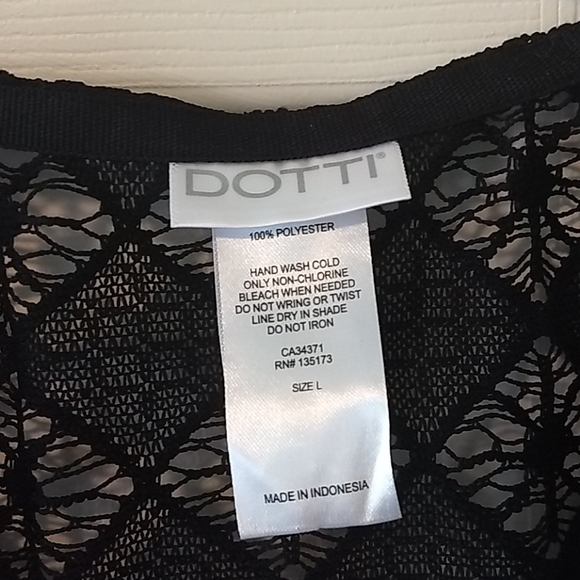 DOTTI®
100% POLYESTER
HAND WASH COLD
ONLY NON-CHLORINE
BLEACH WHEN NEEDED
DO NOT WRING OR TWIST
LINE DRY IN SHADE
DO NOT IRON
CA34371
RN# 135173
SIZE L
MADE IN INDONESIA